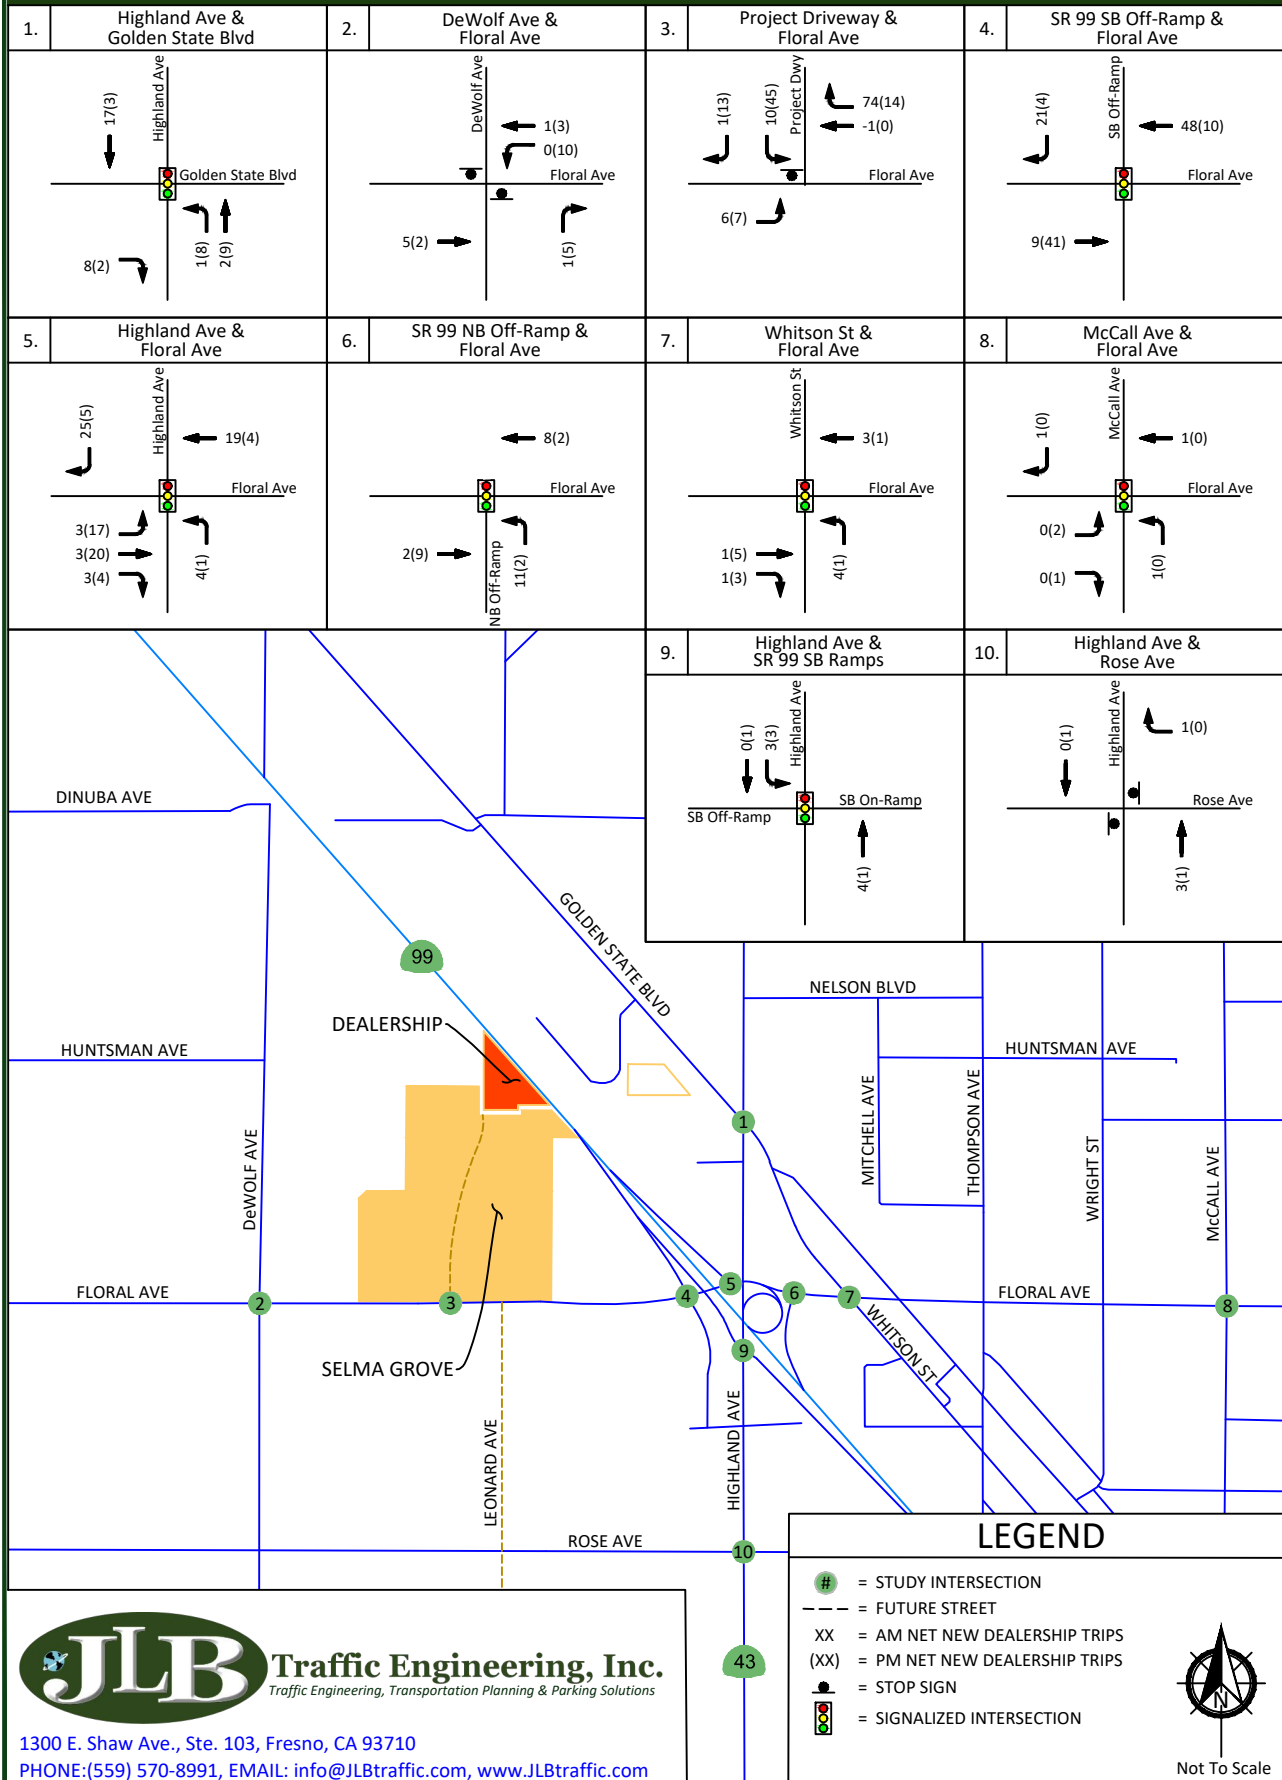 1.
Highland Ave &
Golden State Blvd
17(3)
Highland Ave
Golden State Blvd
8(2)
1(8)
2(9)
2.
DeWolf Ave &
Floral Ave
DeWolf Ave
1(3)
0(10)
Floral Ave
5(2)
1(5)
3.
Project Driveway &
Floral Ave
1(13)
10(45)
Project Dwy
74(14)
-1(0)
Floral Ave
6(7)
4.
SR 99 SB Off-Ramp &
Floral Ave
21(4)
SB Off-Ramp
48(10)
Floral Ave
9(41)
5.
Highland Ave &
Floral Ave
25(5)
Highland Ave
19(4)
Floral Ave
3(17)
3(20)
3(4)
4(1)
6.
SR 99 NB Off-Ramp &
Floral Ave
8(2)
Floral Ave
2(9)
NB Off-Ramp
11(2)
7.
Whitson St &
Floral Ave
Whitson St
3(1)
Floral Ave
1(5)
1(3)
4(1)
8.
McCall Ave &
Floral Ave
1(0)
McCall Ave
1(0)
Floral Ave
0(2)
0(1)
1(0)
9.
Highland Ave &
SR 99 SB Ramps
0(1)
3(3)
Highland Ave
SB On-Ramp
SB Off-Ramp
4(1)
10.
Highland Ave &
Rose Ave
0(1)
Highland Ave
1(0)
Rose Ave
3(1)
DINUBA AVE
99
GOLDEN STATE BLVD
NELSON BLVD
DEALERSHIP
HUNTSMAN AVE
HUNTSMAN AVE
1
MITCHELL AVE
THOMPSON AVE
WRIGHT ST
McCALL AVE
DeWOLF AVE
FLORAL AVE
2
3
4
5
6
7
FLORAL AVE
8
WHITSON ST
9
SELMA GROVE
LEONARD AVE
HIGHLAND AVE
ROSE AVE
10
43
LEGEND
# = STUDY INTERSECTION
= FUTURE STREET
XX = AM NET NEW DEALERSHIP TRIPS
(XX) = PM NET NEW DEALERSHIP TRIPS
= STOP SIGN
= SIGNALIZED INTERSECTION
N
Not To Scale
JLB Traffic Engineering, Inc.
Traffic Engineering, Transportation Planning & Parking Solutions
1300 E. Shaw Ave., Ste. 103, Fresno, CA 93710
PHONE:(559) 570-8991, EMAIL: info@JLBtraffic.com, www.JLBtraffic.com